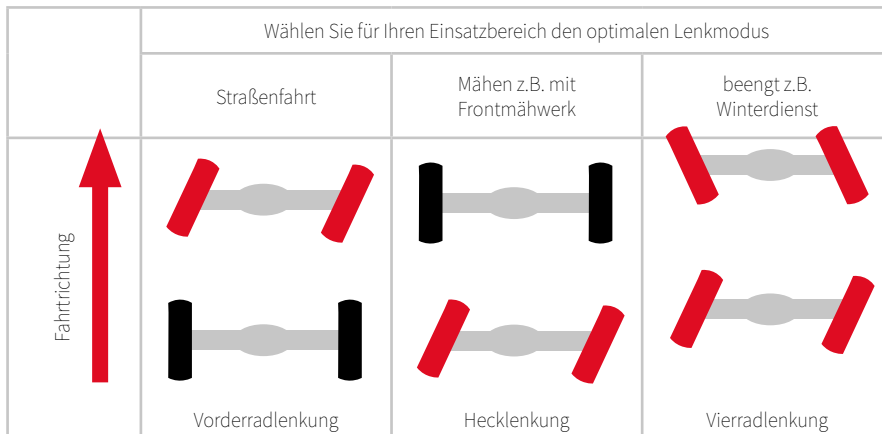 Wählen Sie für Ihren Einsatzbereich den optimalen Lenkmodus
Straßenfahrt
Mähen z.B. mit
Frontmähwerk
beengt z.B.
Winterdienst
Fahrtrichtung
Vorderradlenkung
Hecklenkung
Vierradlenkung